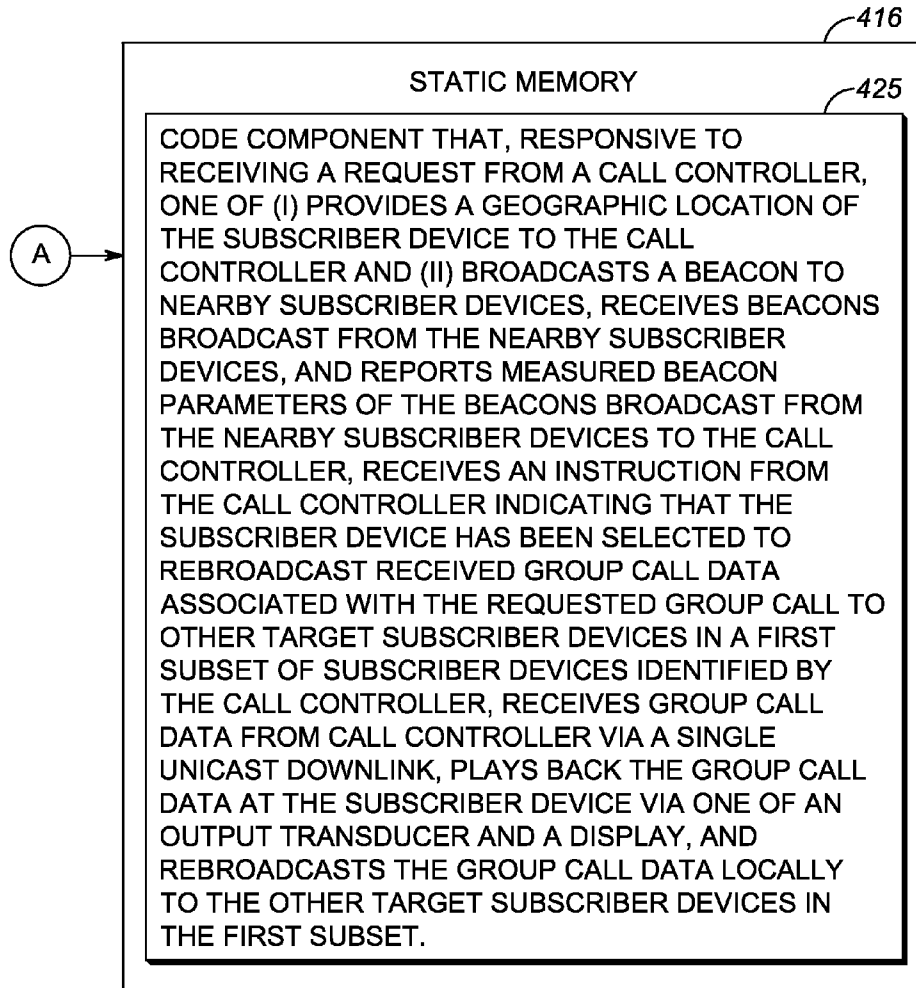 416
STATIC MEMORY
425
CODE COMPONENT THAT, RESPONSIVE TO
RECEIVING A REQUEST FROM A CALL CONTROLLER,
ONE OF (I) PROVIDES A GEOGRAPHIC LOCATION OF
THE SUBSCRIBER DEVICE TO THE CALL
CONTROLLER AND (II) BROADCASTS A BEACON TO
NEARBY SUBSCRIBER DEVICES, RECEIVES BEACONS
BROADCAST FROM THE NEARBY SUBSCRIBER
DEVICES, AND REPORTS MEASURED BEACON
PARAMETERS OF THE BEACONS BROADCAST FROM
THE NEARBY SUBSCRIBER DEVICES TO THE CALL
CONTROLLER, RECEIVES AN INSTRUCTION FROM
THE CALL CONTROLLER INDICATING THAT THE
SUBSCRIBER DEVICE HAS BEEN SELECTED TO
REBROADCAST RECEIVED GROUP CALL DATA
ASSOCIATED WITH THE REQUESTED GROUP CALL TO
OTHER TARGET SUBSCRIBER DEVICES IN A FIRST
SUBSET OF SUBSCRIBER DEVICES IDENTIFIED BY
THE CALL CONTROLLER, RECEIVES GROUP CALL
DATA FROM CALL CONTROLLER VIA A SINGLE
UNICAST DOWNLINK, PLAYS BACK THE GROUP CALL
DATA AT THE SUBSCRIBER DEVICE VIA ONE OF AN
OUTPUT TRANSDUCER AND A DISPLAY, AND
REBROADCASTS THE GROUP CALL DATA LOCALLY
TO THE OTHER TARGET SUBSCRIBER DEVICES IN
THE FIRST SUBSET.
A